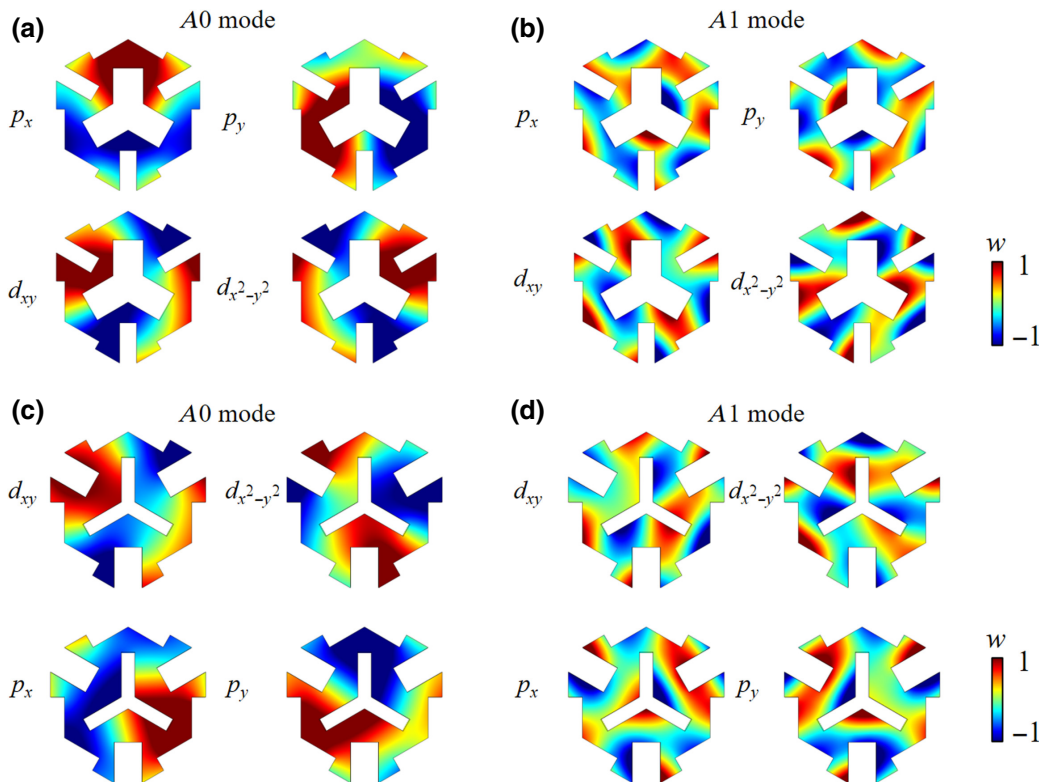 (a) A0 mode
p_x p_y
d_xy d_x²−y²
w
1
−1
(b) A1 mode
p_x p_y
d_xy d_x²−y²
(c) A0 mode
d_xy d_x²−y²
p_x p_y
(d) A1 mode
d_xy d_x²−y²
p_x p_y
w
1
−1